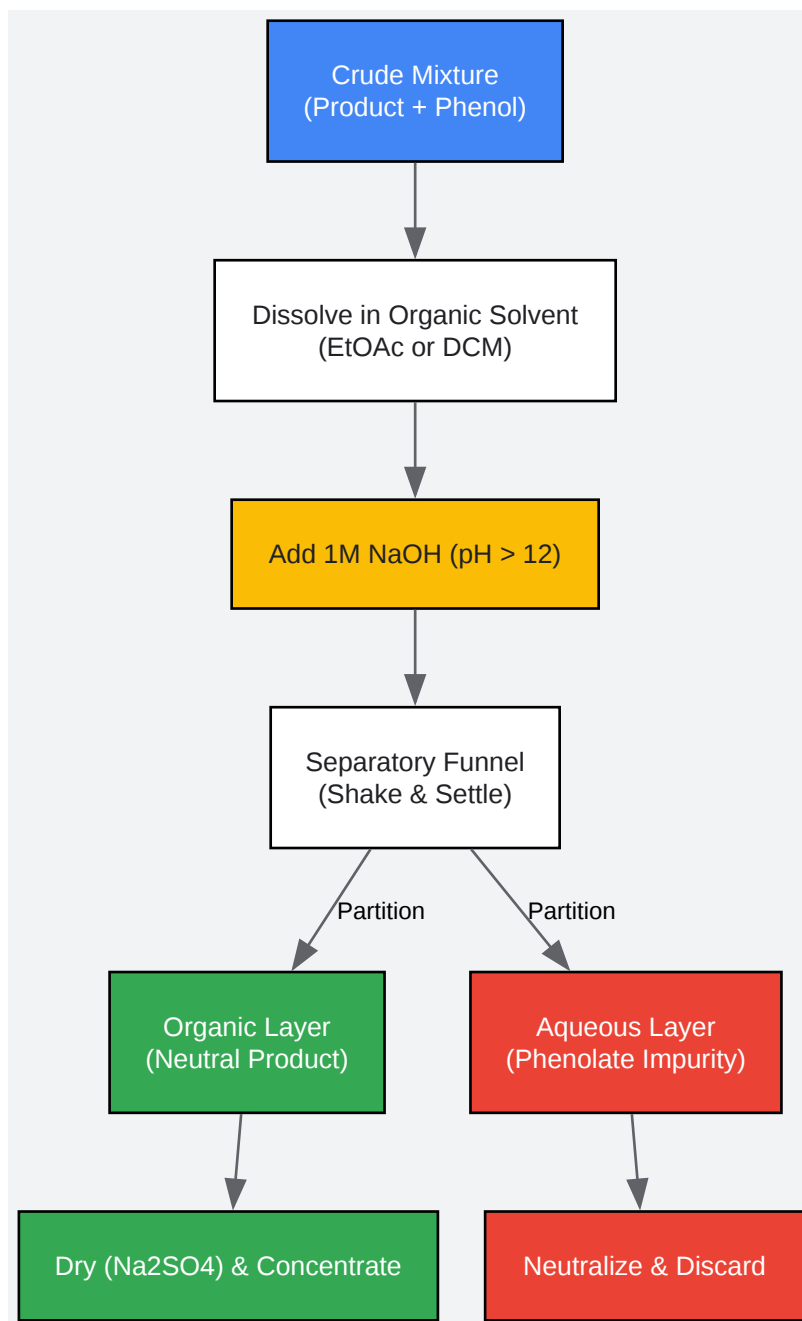 Crude Mixture
(Product + Phenol)
Dissolve in Organic Solvent
(EtOAc or DCM)
Add 1M NaOH (pH > 12)
Separatory Funnel
(Shake & Settle)
Partition
Partition
Organic Layer
(Neutral Product)
Aqueous Layer
(Phenolate Impurity)
Dry (Na2SO4) & Concentrate
Neutralize & Discard